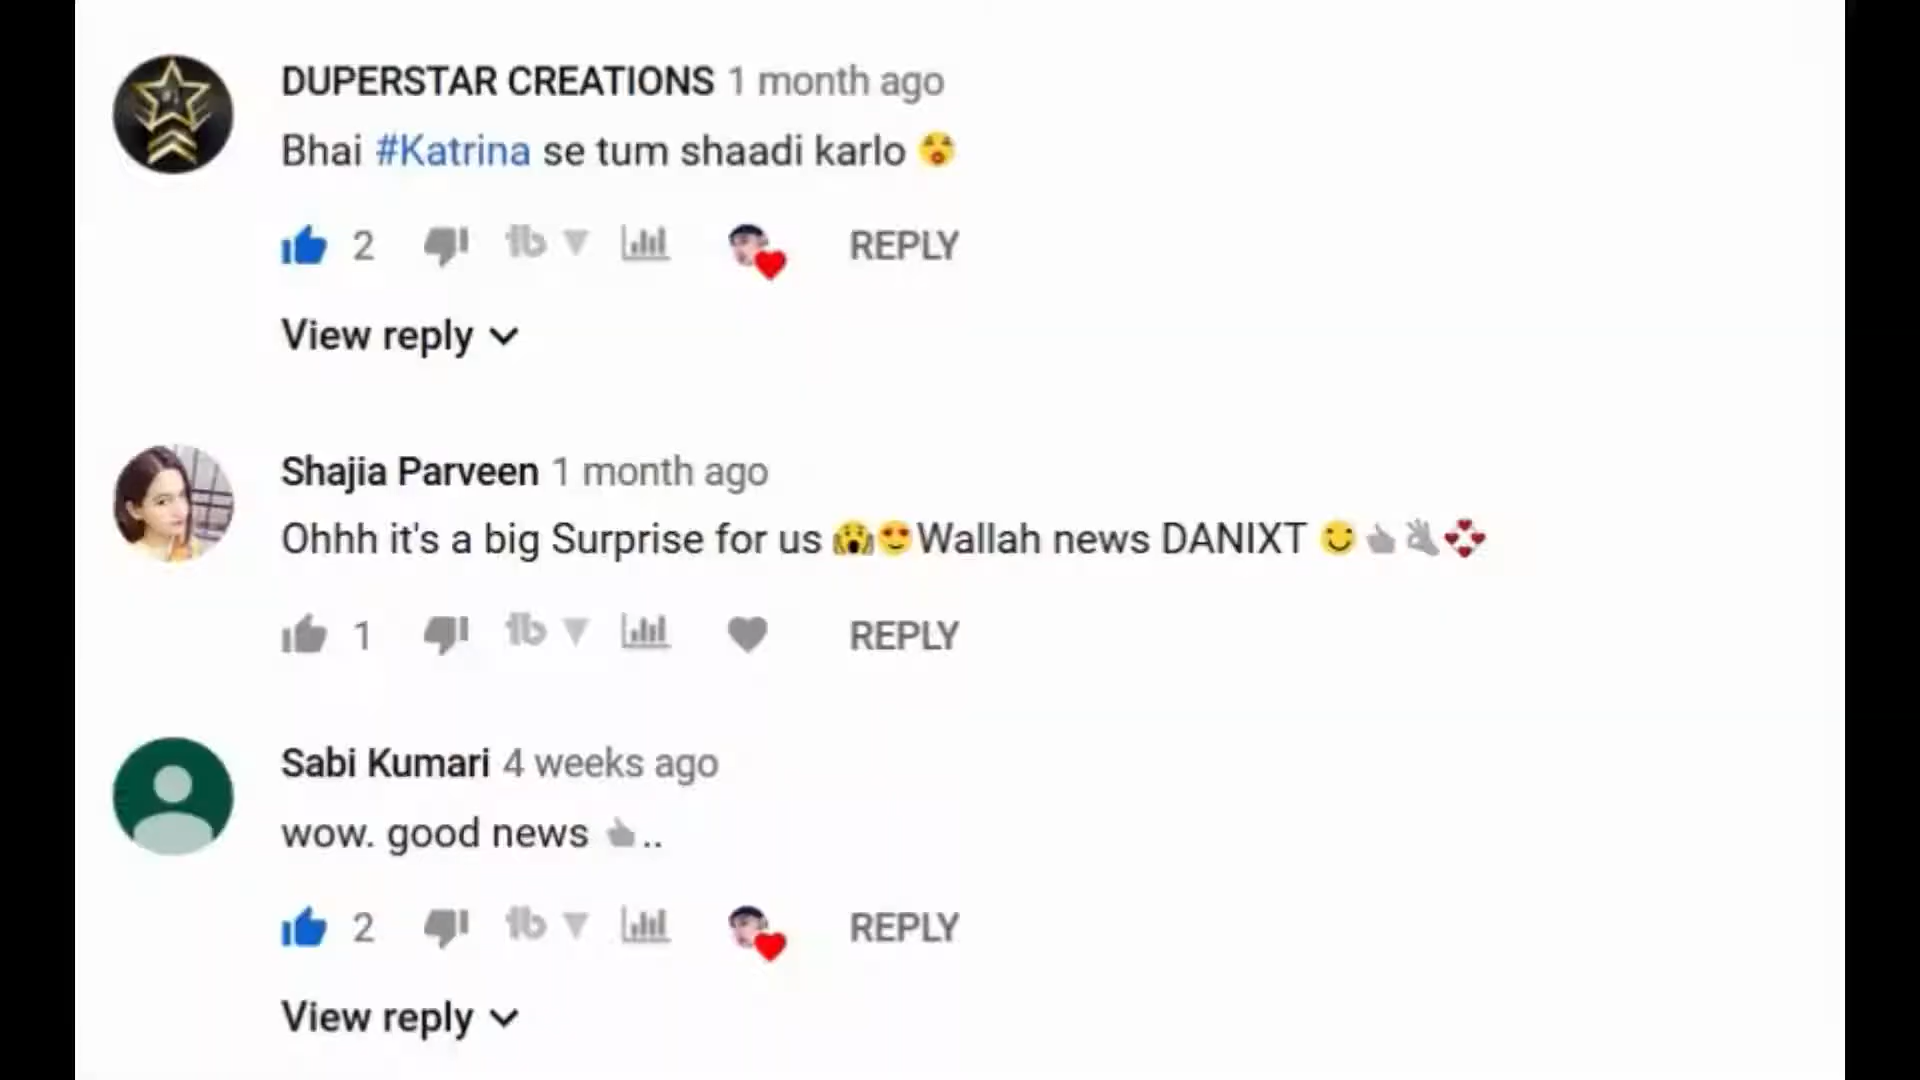 DUPERSTAR CREATIONS 1 month ago
Bhai #Katrina se tum shaadi karlo 😲
2 REPLY
View reply
Shajia Parveen 1 month ago
Ohhh it's a big Surprise for us 😱😍Wallah news DANIXT 😊👍👌💞
1 REPLY
Sabi Kumari 4 weeks ago
wow. good news 👍..
2 REPLY
View reply